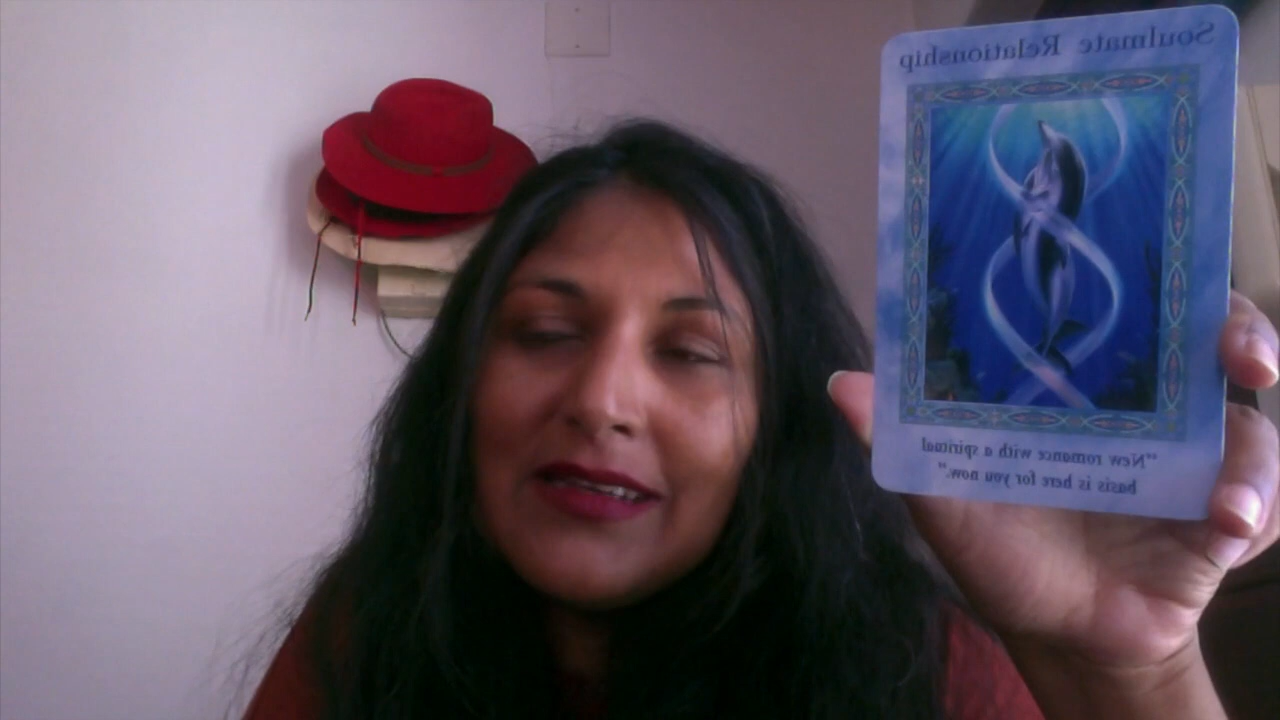 Soulmate Relationship
"New romance with a spiritual
basis is here for you now."